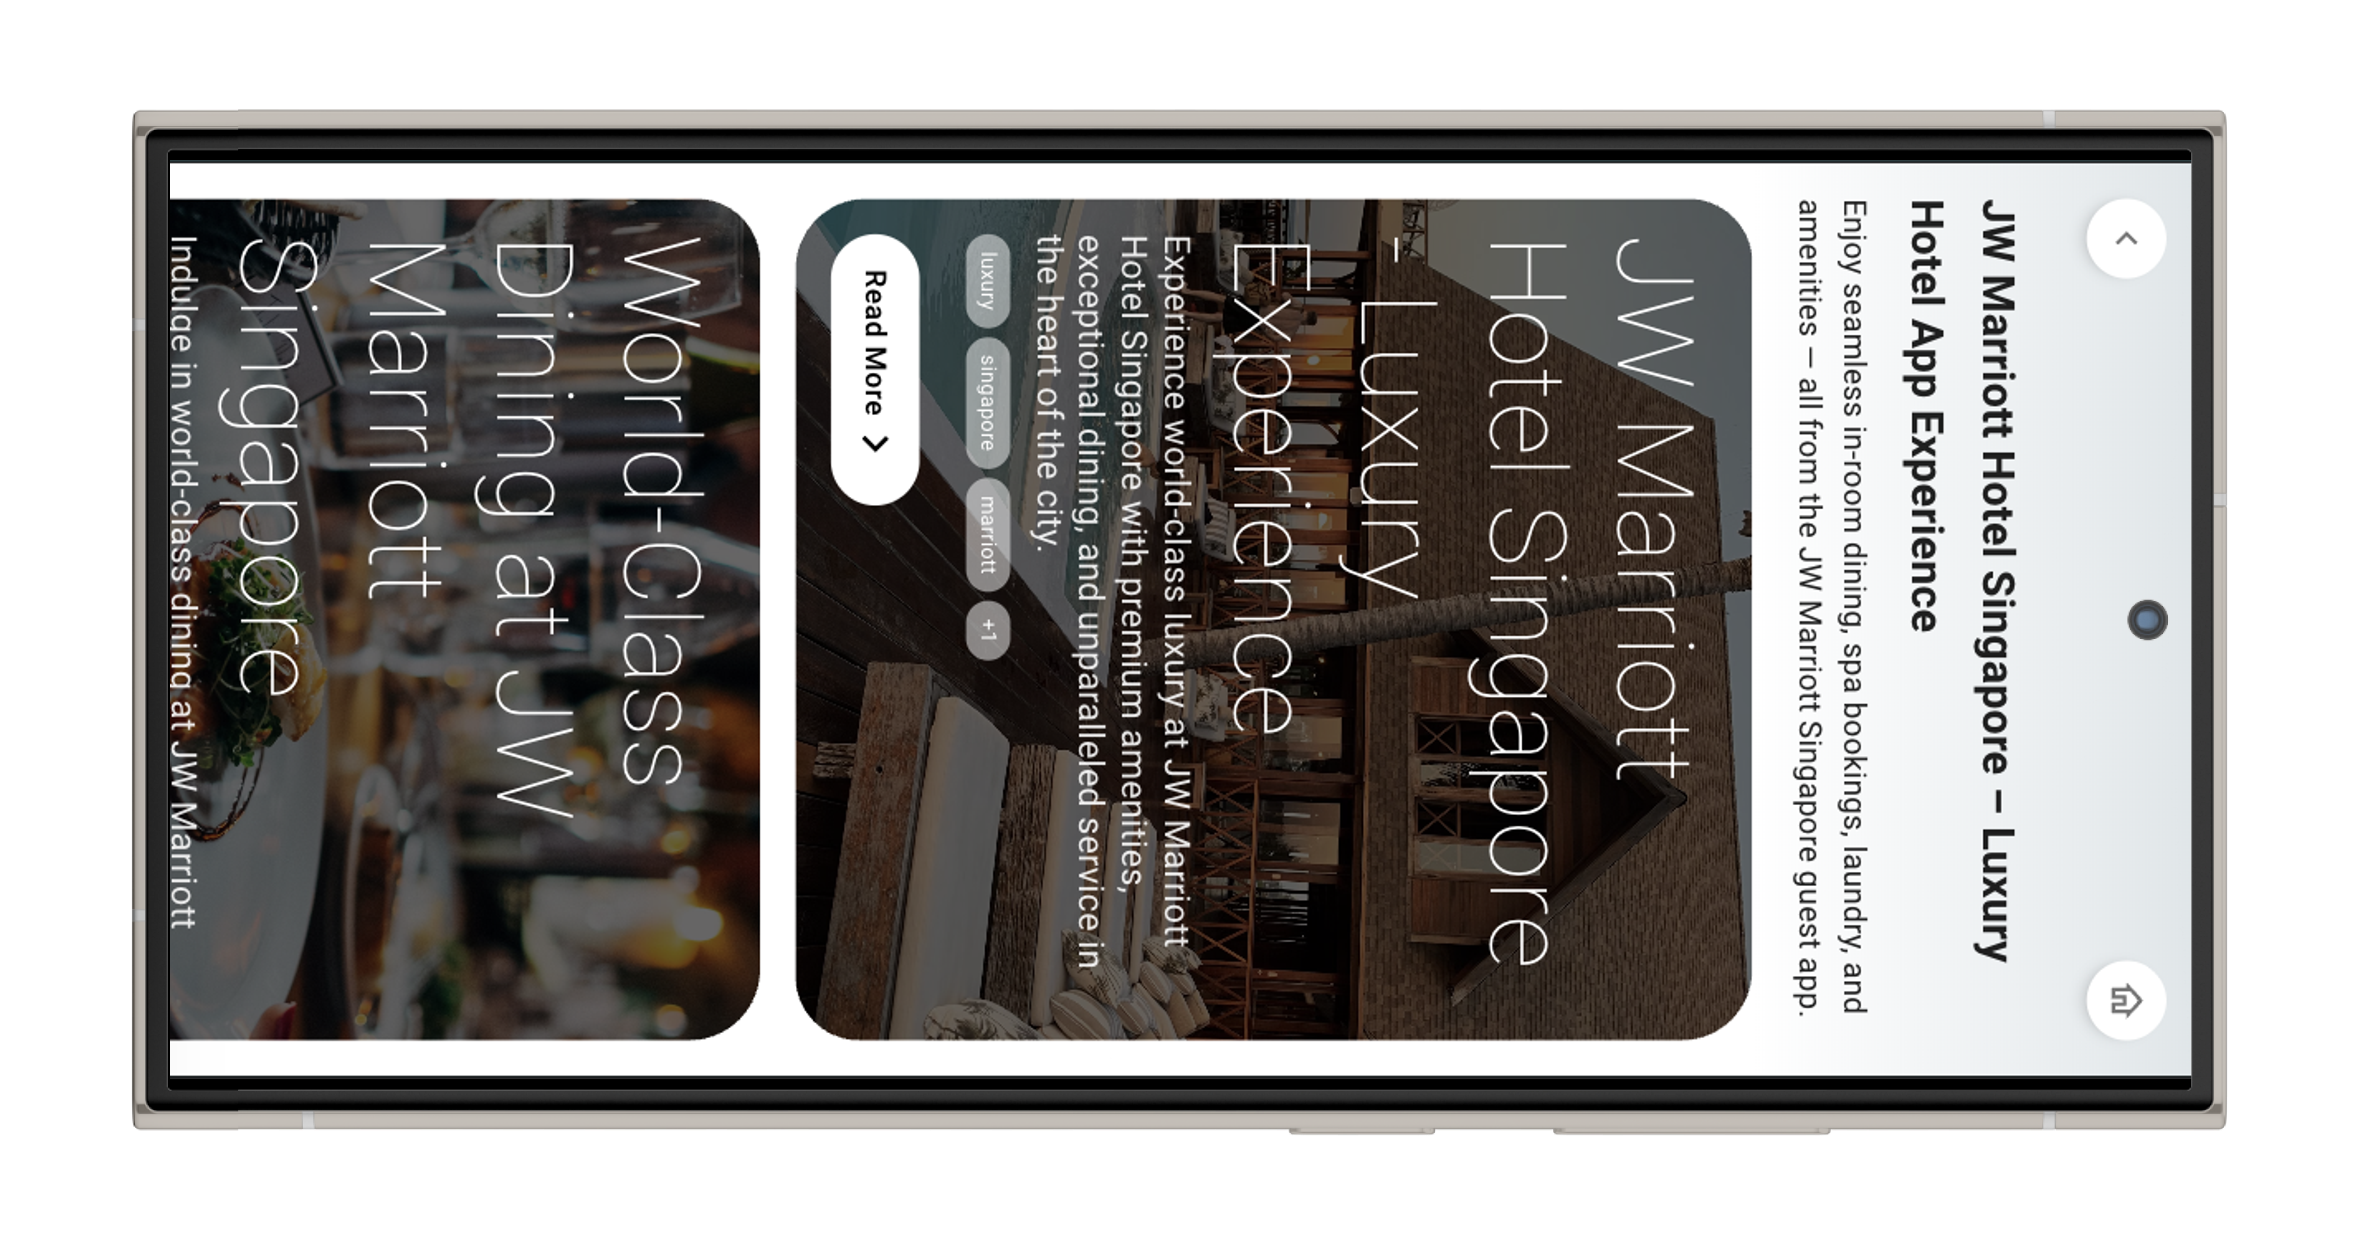 JW Marriott Hotel Singapore – Luxury
Hotel App Experience
Enjoy seamless in-room dining, spa bookings, laundry, and
amenities – all from the JW Marriott Singapore guest app.
JW Marriott
Hotel Singapore
- Luxury
Experience
Experience world-class luxury at JW Marriott
Hotel Singapore with premium amenities,
exceptional dining, and unparalleled service in
the heart of the city.
luxury singapore marriott +1
Read More
World-Class
Dining at JW
Marriott
Singapore
Indulge in world-class dining at JW Marriott